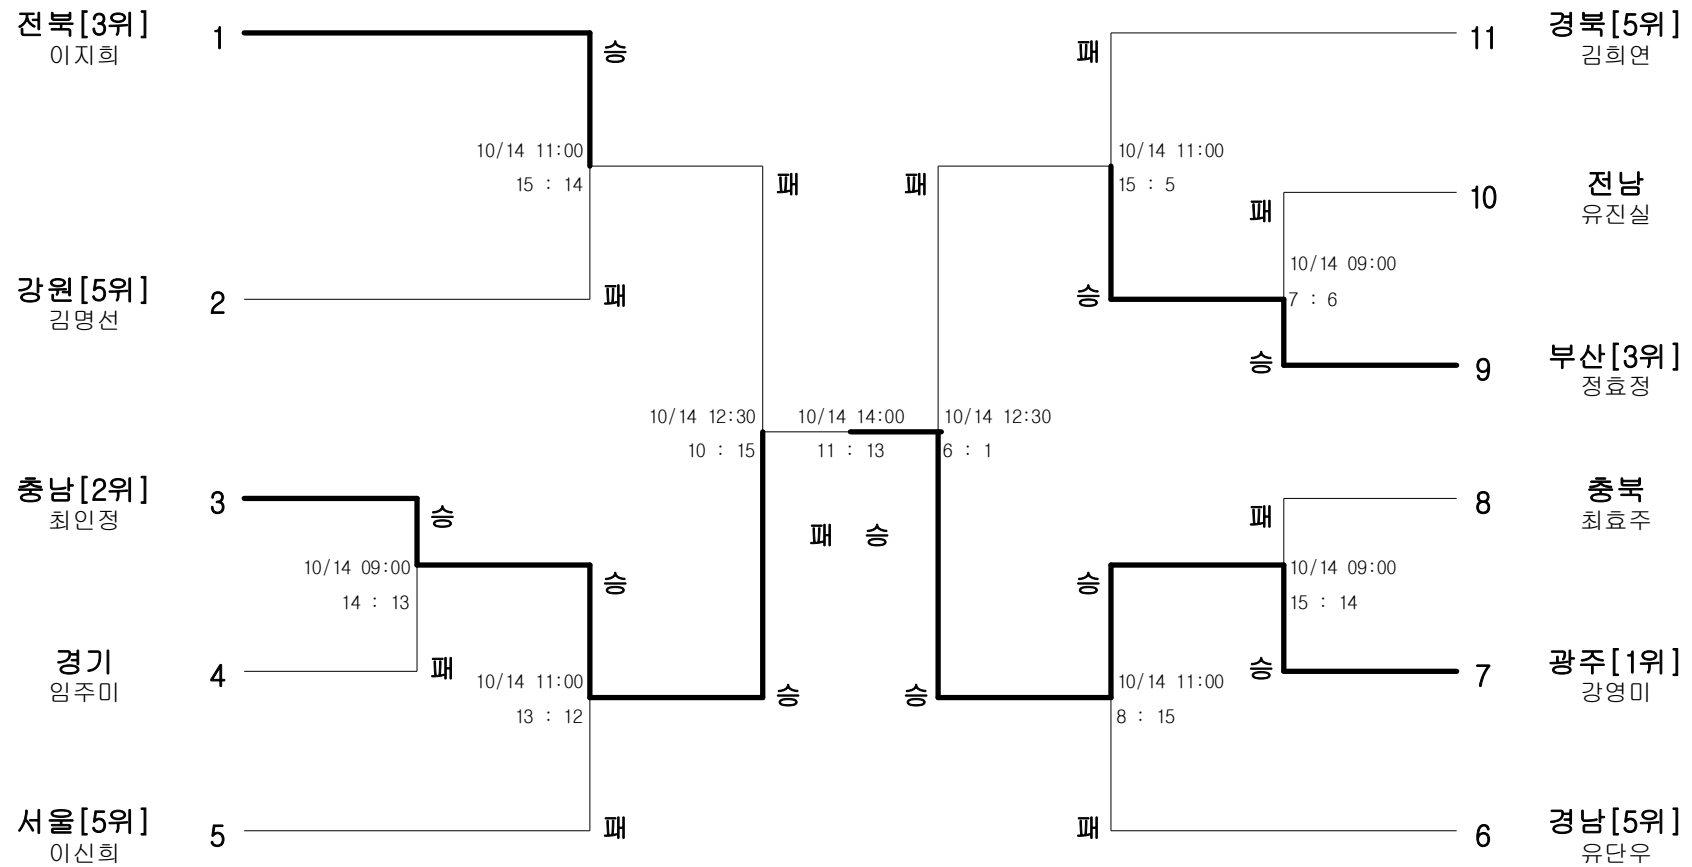 전북[3위]
이지희
1
승
10/14 11:00
15 : 14
패
강원[5위]
김명선
2
패
10/14 12:30
10 : 15
충남[2위]
최인정
3
승
10/14 09:00
14 : 13
승
경기
임주미
4
패
10/14 11:00
13 : 12
승
서울[5위]
이신희
5
패
10/14 14:00
11 : 13
패 승
11
경북[5위]
김희연
패
10/14 11:00
15 : 5
패
10
전남
유진실
패
10/14 09:00
7 : 6
승
9
부산[3위]
정효정
승
10/14 12:30
6 : 1
8
충북
최효주
패
10/14 09:00
15 : 14
승
7
광주[1위]
강영미
승
10/14 11:00
8 : 15
승
6
경남[5위]
유단우
패